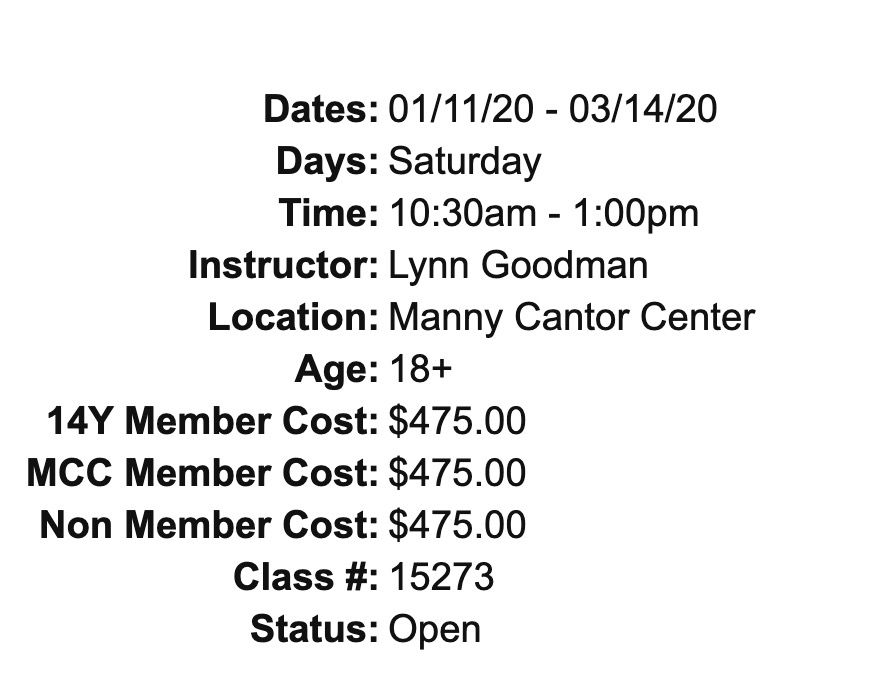 Dates: 01/11/20 - 03/14/20
Days: Saturday
Time: 10:30am - 1:00pm
Instructor: Lynn Goodman
Location: Manny Cantor Center
Age: 18+
14Y Member Cost: $475.00
MCC Member Cost: $475.00
Non Member Cost: $475.00
Class #: 15273
Status: Open